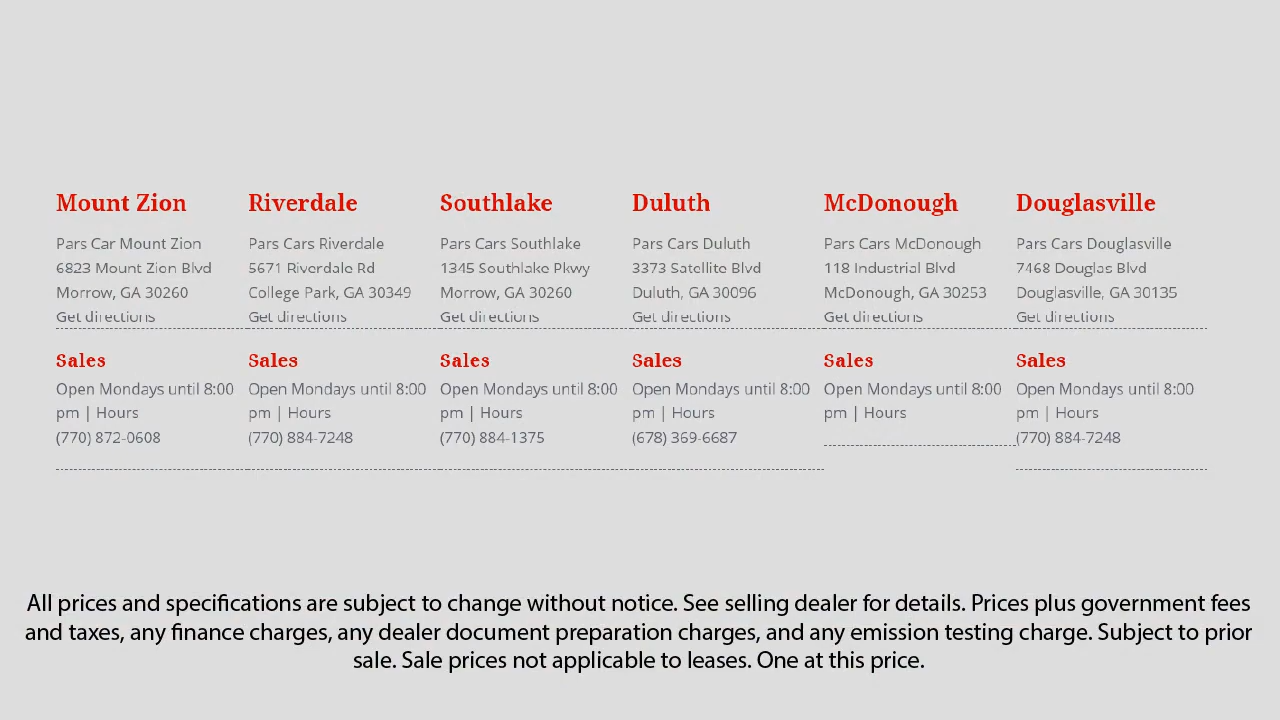 Mount Zion
Pars Car Mount Zion
6823 Mount Zion Blvd
Morrow, GA 30260
Get directions
Sales
Open Mondays until 8:00
pm | Hours
(770) 872-0608
Riverdale
Pars Cars Riverdale
5671 Riverdale Rd
College Park, GA 30349
Get directions
Sales
Open Mondays until 8:00
pm | Hours
(770) 884-7248
Southlake
Pars Cars Southlake
1345 Southlake Pkwy
Morrow, GA 30260
Get directions
Sales
Open Mondays until 8:00
pm | Hours
(770) 884-1375
Duluth
Pars Cars Duluth
3373 Satellite Blvd
Duluth, GA 30096
Get directions
Sales
Open Mondays until 8:00
pm | Hours
(678) 369-6687
McDonough
Pars Cars McDonough
118 Industrial Blvd
McDonough, GA 30253
Get directions
Sales
Open Mondays until 8:00
pm | Hours
Douglasville
Pars Cars Douglasville
7468 Douglas Blvd
Douglasville, GA 30135
Get directions
Sales
Open Mondays until 8:00
pm | Hours
(770) 884-7248
All prices and specifications are subject to change without notice. See selling dealer for details. Prices plus government fees
and taxes, any finance charges, any dealer document preparation charges, and any emission testing charge. Subject to prior
sale. Sale prices not applicable to leases. One at this price.